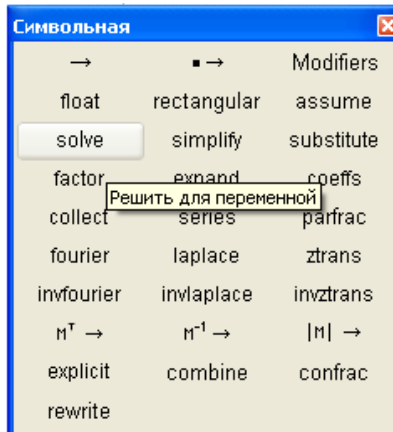 Символьная
→ ▪ → Modifiers
float rectangular assume
solve simplify substitute
factor expand coeffs
Решить для переменной
collect series parfrac
fourier laplace ztrans
invfourier invlaplace invztrans
Mᵀ → M⁻¹ → |M| →
explicit combine confrac
rewrite